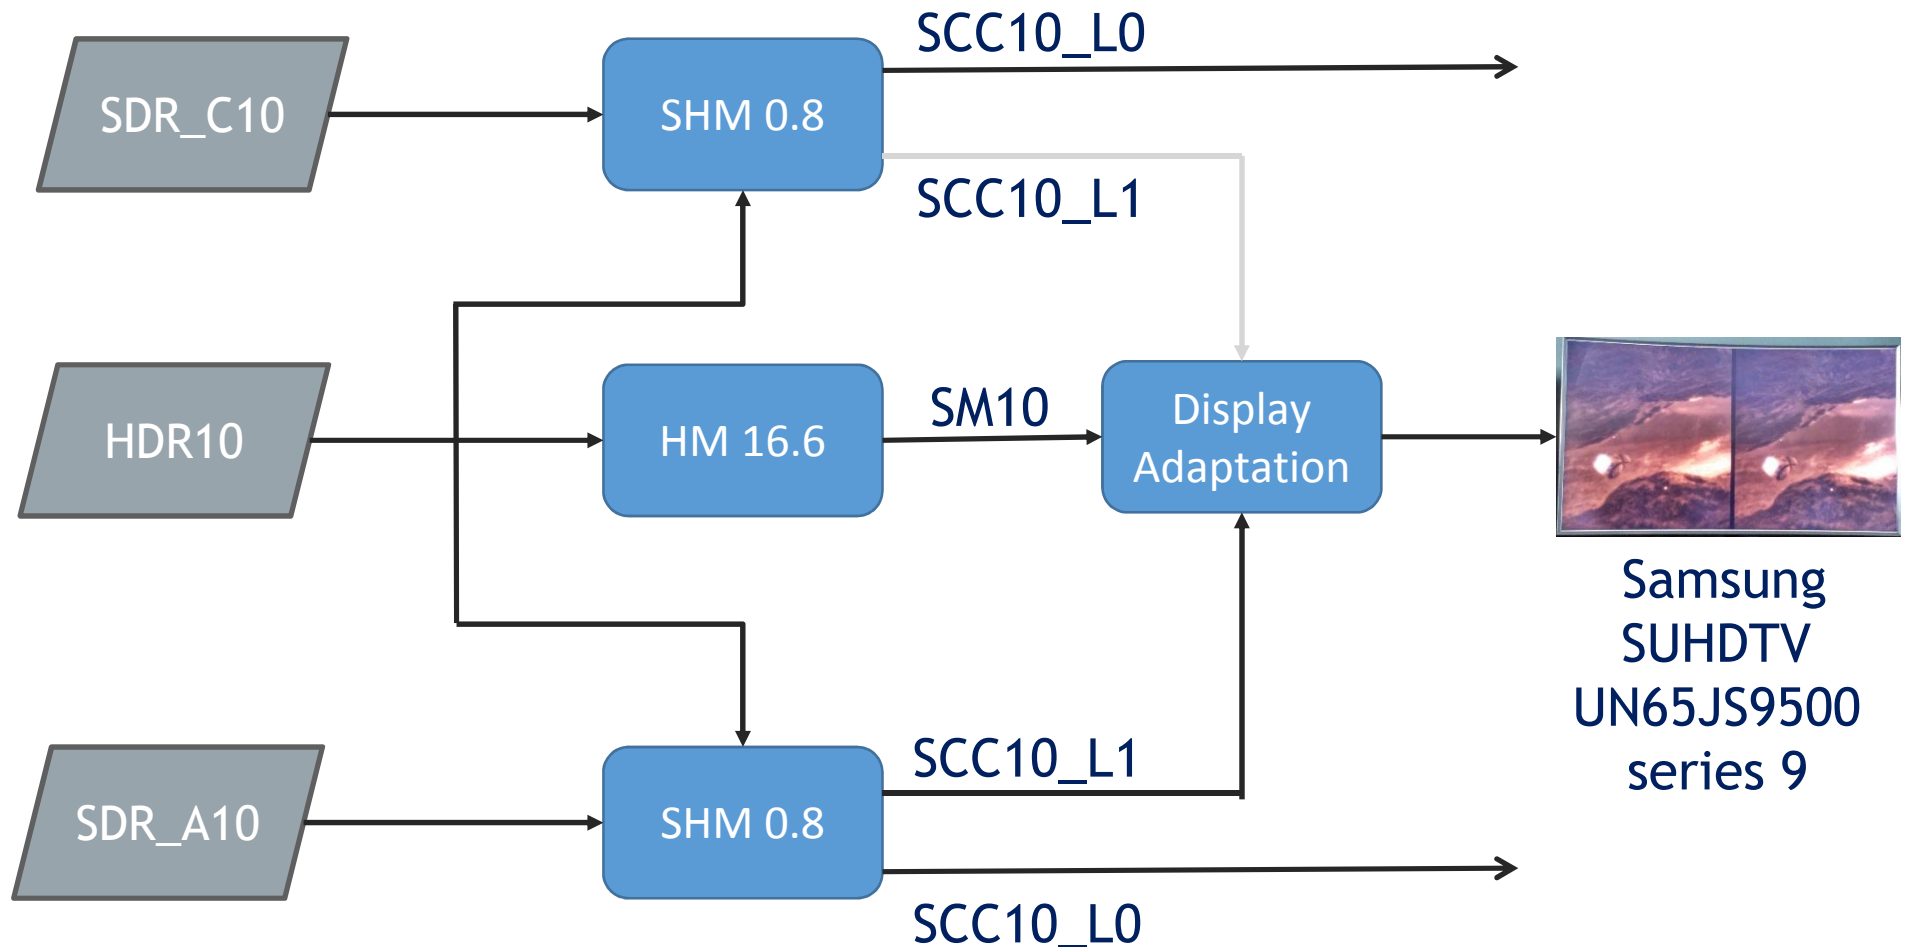 SCC10_L0
SDR_C10
SHM 0.8
SCC10_L1
HDR10
HM 16.6
SM10
Display
Adaptation
Samsung
SUHDTV
UN65JS9500
series 9
SDR_A10
SHM 0.8
SCC10_L1
SCC10_L0